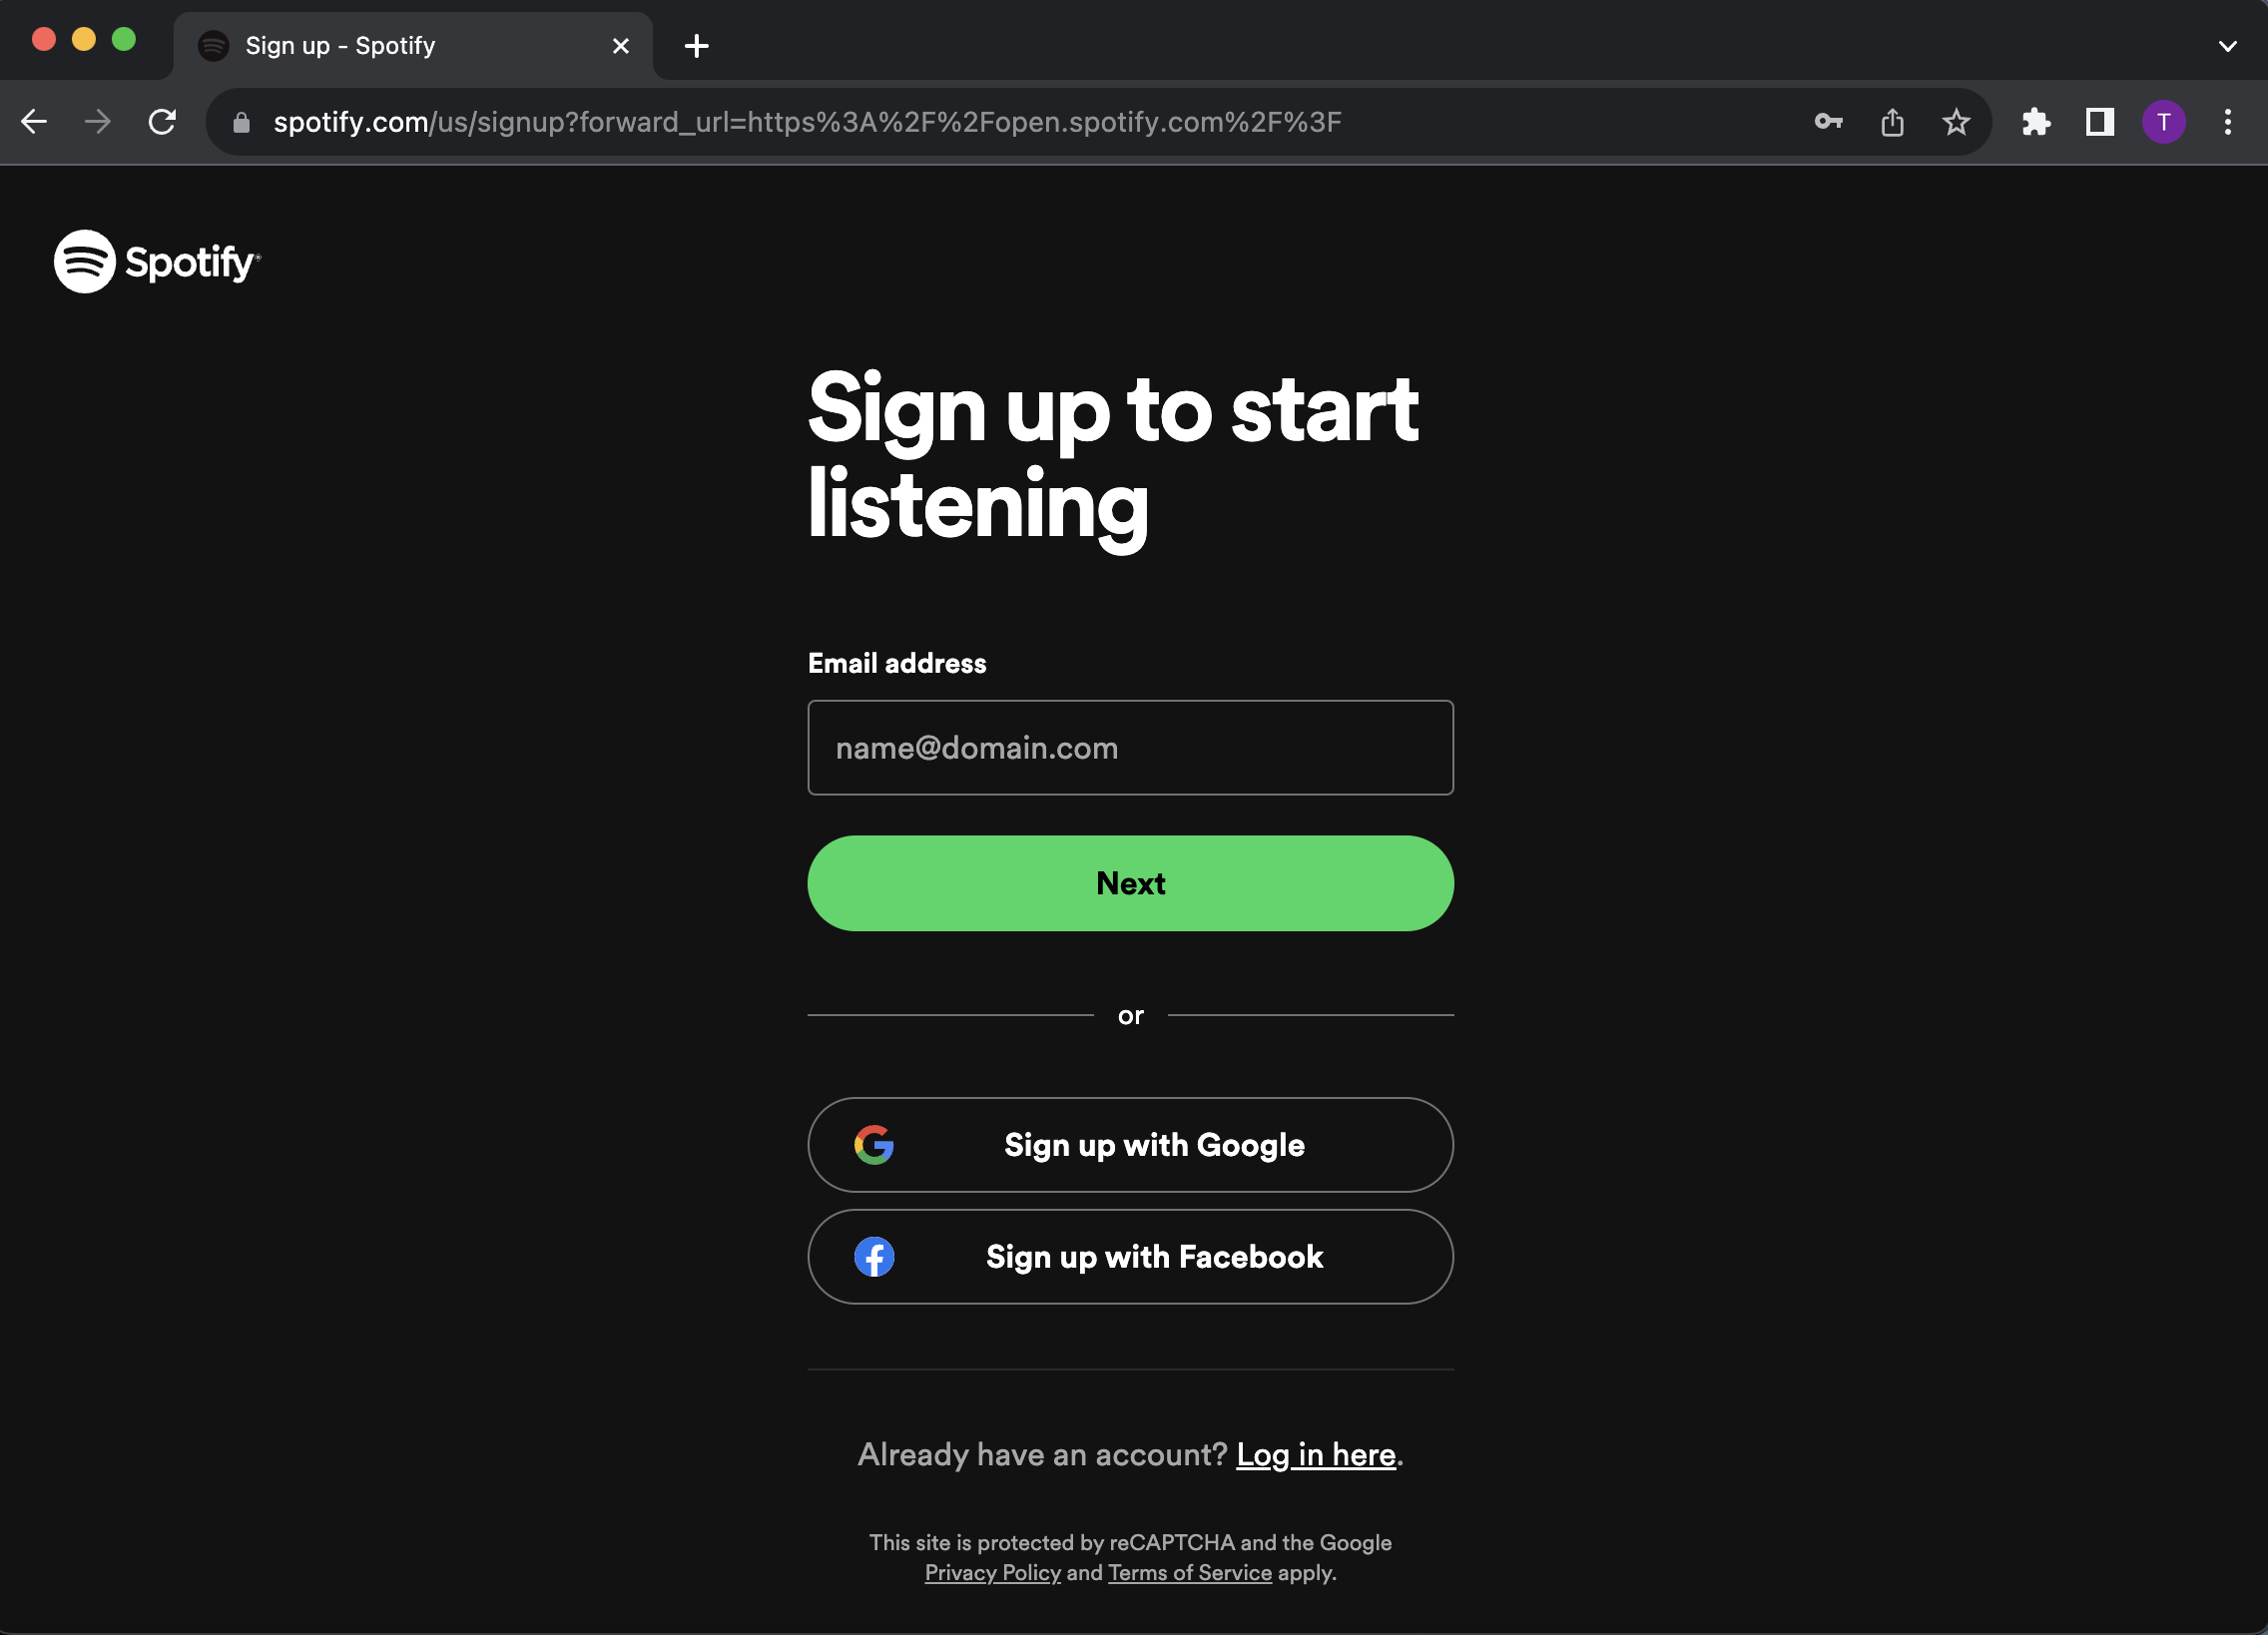 Sign up - Spotify
spotify.com/us/signup?forward_url=https%3A%2F%2Fopen.spotify.com%2F%3F
T
Spotify®
Sign up to start
listening
Email address
name@domain.com
Next
or
Sign up with Google
Sign up with Facebook
Already have an account? Log in here.
This site is protected by reCAPTCHA and the Google
Privacy Policy and Terms of Service apply.